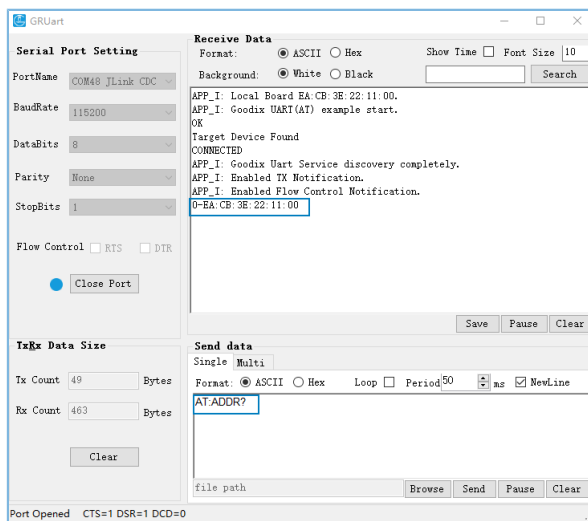 GRUart
Serial Port Setting
PortName COM48 JLink CDC
BaudRate 115200
DataBits 8
Parity None
StopBits 1
Flow Control RTS DTR
Close Port
TxRx Data Size
Tx Count 49 Bytes
Rx Count 463 Bytes
Clear
Receive Data
Format: ASCII Hex Show Time Font Size 10
Background: White Black Search
APP_I: Local Board EA:CB:3E:22:11:00.
APP_I: Goodix UART(AT) example start.
OK
Target Device Found
CONNECTED
APP_I: Goodix Uart Service discovery completely.
APP_I: Enabled TX Notification.
APP_I: Enabled Flow Control Notification.
0-EA:CB:3E:22:11:00
Save Pause Clear
Send data
Single Multi
Format: ASCII Hex Loop Period 50 ms NewLine
AT:ADDR?
file path Browse Send Pause Clear
Port Opened CTS=1 DSR=1 DCD=0